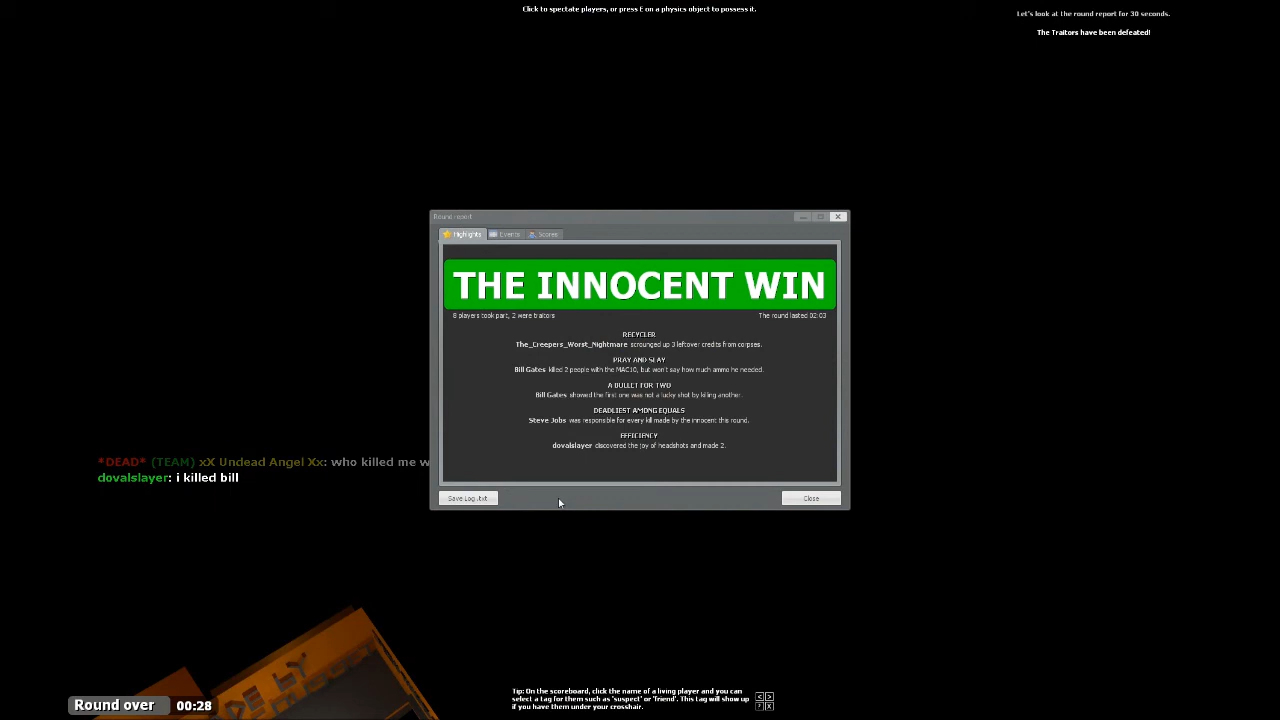 Click to spectate players, or press E on a physics object to possess it.
Let's look at the round report for 30 seconds.
The Traitors have been defeated!
Round report
Highlights Events Scores
THE INNOCENT WIN
8 players took part, 2 were traitors
The round lasted 02:03
RECYCLER
The_Creepers_Worst_Nightmare scrounged up 3 leftover credits from corpses.
PRAY AND SLAY
Bill Gates killed 2 people with the MAC10, but won't say how much ammo he needed.
A BULLET FOR TWO
Bill Gates showed the first one was not a lucky shot by killing another.
DEADLIEST AMONG EQUALS
Steve Jobs was responsible for every kill made by the innocent this round.
EFFICIENCY
dovalslayer discovered the joy of headshots and made 2.
*DEAD* (TEAM) xX Undead Angel Xx: who killed me w
dovalslayer: i killed bill
Save Log .txt
Close
Round over 00:28
Tip: On the scoreboard, click the name of a living player and you can
select a tag for them such as 'suspect' or 'friend'. This tag will show up
if you have them under your crosshair.
< >
? X